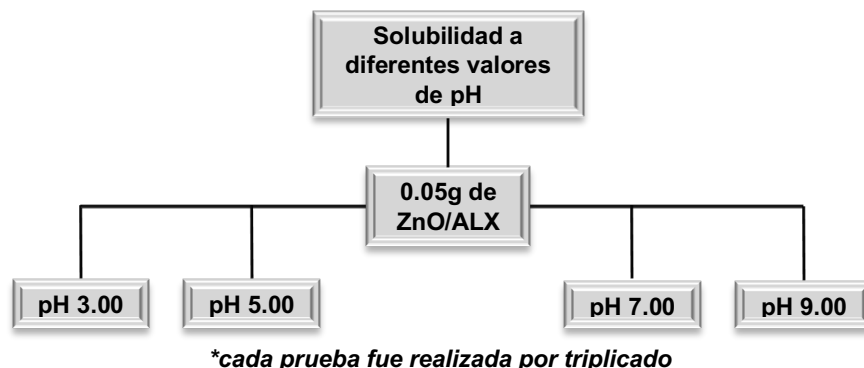 Solubilidad a
diferentes valores
de pH
0.05g de
ZnO/ALX
pH 3.00
pH 5.00
pH 7.00
pH 9.00
*cada prueba fue realizada por triplicado